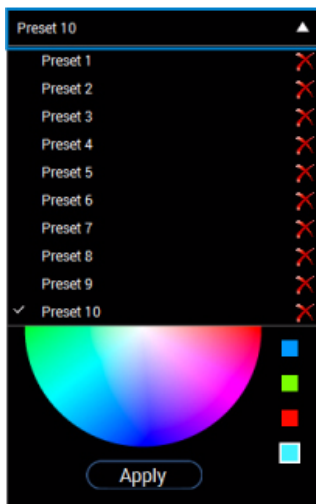 Preset 10
Preset 1
Preset 2
Preset 3
Preset 4
Preset 5
Preset 6
Preset 7
Preset 8
Preset 9
Preset 10
Apply